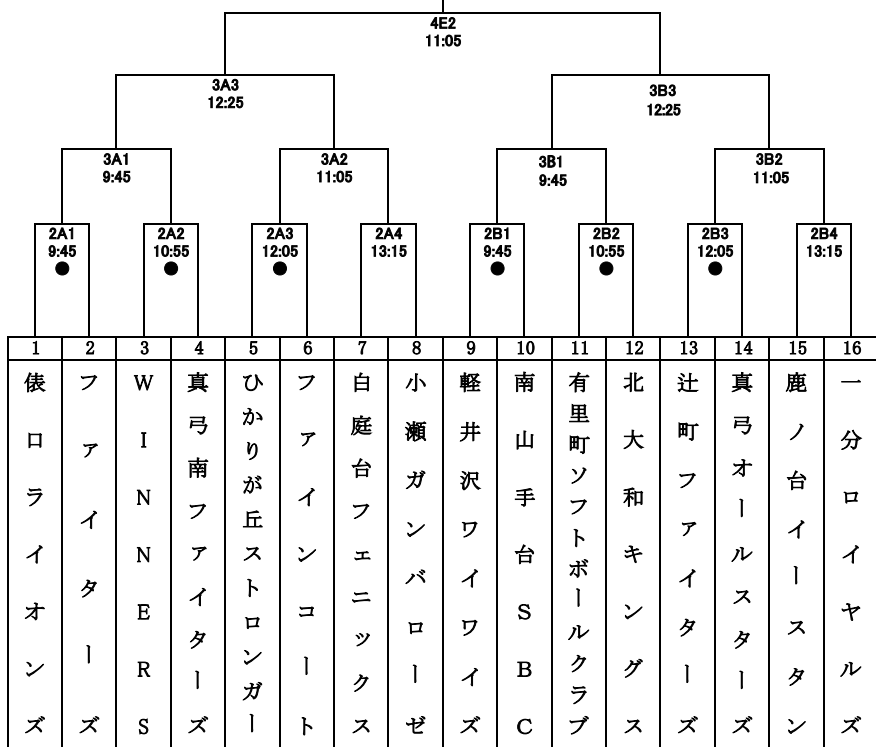 4E2
11:05
3A3
12:25
3B3
12:25
3A1
9:45
3A2
11:05
3B1
9:45
3B2
11:05
2A1
9:45
●
2A2
10:55
●
2A3
12:05
●
2A4
13:15
2B1
9:45
●
2B2
10:55
●
2B3
12:05
●
2B4
13:15
1
2
3
4
5
6
7
8
9
10
11
12
13
14
15
16
俵口ライオンズ
ファイターズ
WINNERS
真弓南ファイターズ
ひかりが丘ストロンガー
ファインコート
白庭台フェニックス
小瀬ガンバローゼ
軽井沢ワイワイズ
南山手台SBC
有里町ソフトボールクラブ
北大和キングス
辻町ファイターズ
真弓オールスターズ
鹿ノ台イースタン
一分ロイヤルズ